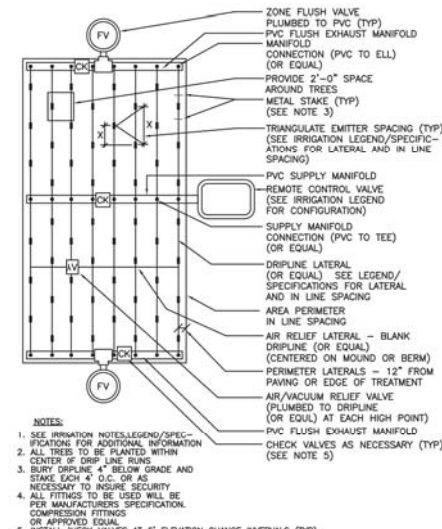 FV
CK
X
X
CK
AV
CK
FV
ZONE FLUSH VALVE
PLUMBED TO PVC (TYP)
PVC FLUSH EXHAUST MANIFOLD
MANIFOLD
CONNECTION (PVC TO ELL)
(OR EQUAL)
PROVIDE 2'-0" SPACE
AROUND TREES
METAL STAKE (TYP)
(SEE NOTE 3)
TRIANGULATE EMITTER SPACING (TYP)
(SEE IRRIGATION LEGEND/SPECIFIC-
ATIONS FOR LATERAL AND IN LINE
SPACING)
PVC SUPPLY MANIFOLD
REMOTE CONTROL VALVE
(SEE IRRIGATION LEGEND
FOR CONFIGURATION)
SUPPLY MANIFOLD
CONNECTION (PVC TO TEE)
(OR EQUAL)
DRIPLINE LATERAL
(OR EQUAL) SEE LEGEND/
SPECIFICATIONS FOR LATERAL
AND IN LINE SPACING
AREA PERIMETER
IN LINE SPACING
AIR RELIEF LATERAL – BLANK
DRIPLINE (OR EQUAL)
(CENTERED ON MOUND OR BERM)
PERIMETER LATERALS – 12" FROM
PAVING OR EDGE OF TREATMENT
AIR/VACUUM RELIEF VALVE
(PLUMBED TO DRIPLINE
(OR EQUL) AT EACH HIGH POINT)
PVC FLUSH EXHAUST MANIFOLD
CHECK VALVES AS NECESSARY (TYP)
(SEE NOTE 5)
NOTES:
1. SEE IRRIGATION NOTES,LEGEND/SPEC-
IFICATIONS FOR ADDITIONAL INFORMATION
2. ALL TREES TO BE PLANTED WITHIN
CENTER OF DRIP LINE RUNS
3. BURY DRIPLINE 4" BELOW GRADE AND
STAKE EACH 4' O.C. OR AS
NECESSARY TO INSURE SECURITY
4. ALL FITTINGS TO BE USED WILL BE
PER MANFACTURERS SPECIFICATION.
COMPRESSION FITTINGS
OR APPROVED EQUAL